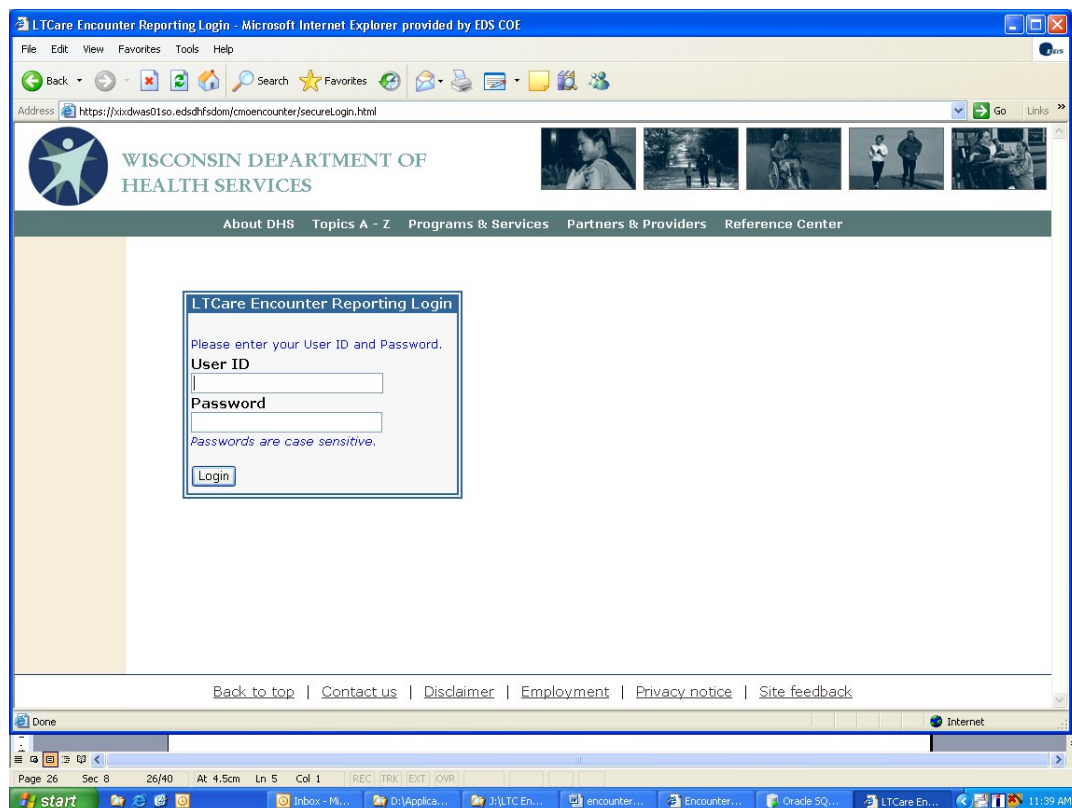 LTCare Encounter Reporting Login - Microsoft Internet Explorer provided by EDS COE
File Edit View Favorites Tools Help
EDS
Back Search Favorites
Address https://xixdwas01so.edsdhfsdom/cmoencounter/secureLogin.html Go Links »
WISCONSIN DEPARTMENT OF
HEALTH SERVICES
About DHS Topics A - Z Programs & Services Partners & Providers Reference Center
LTCare Encounter Reporting Login
Please enter your User ID and Password.
User ID
Password
Passwords are case sensitive.
Login
Back to top | Contact us | Disclaimer | Employment | Privacy notice | Site feedback
Done Internet
Page 26 Sec 8 26/40 At 4.5cm Ln 5 Col 1 REC TRK EXT OVR
start Inbox - Mi... D:\Applica... J:\LTC En... encounter... Encounter... Oracle SQ... LTCare En... 11:39 AM